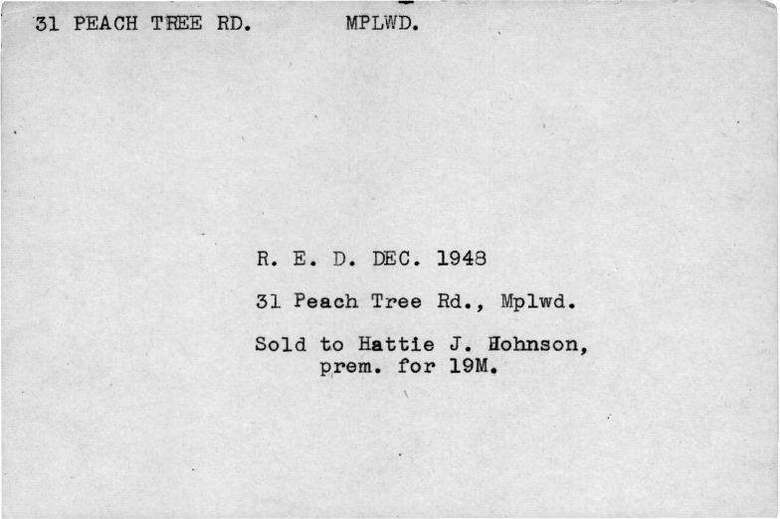 31 PEACH TREE RD. MPLWD.
R. E. D. DEC. 1948
31 Peach Tree Rd., Mplwd.
Sold to Hattie J. Hohnson,
prem. for 19M.